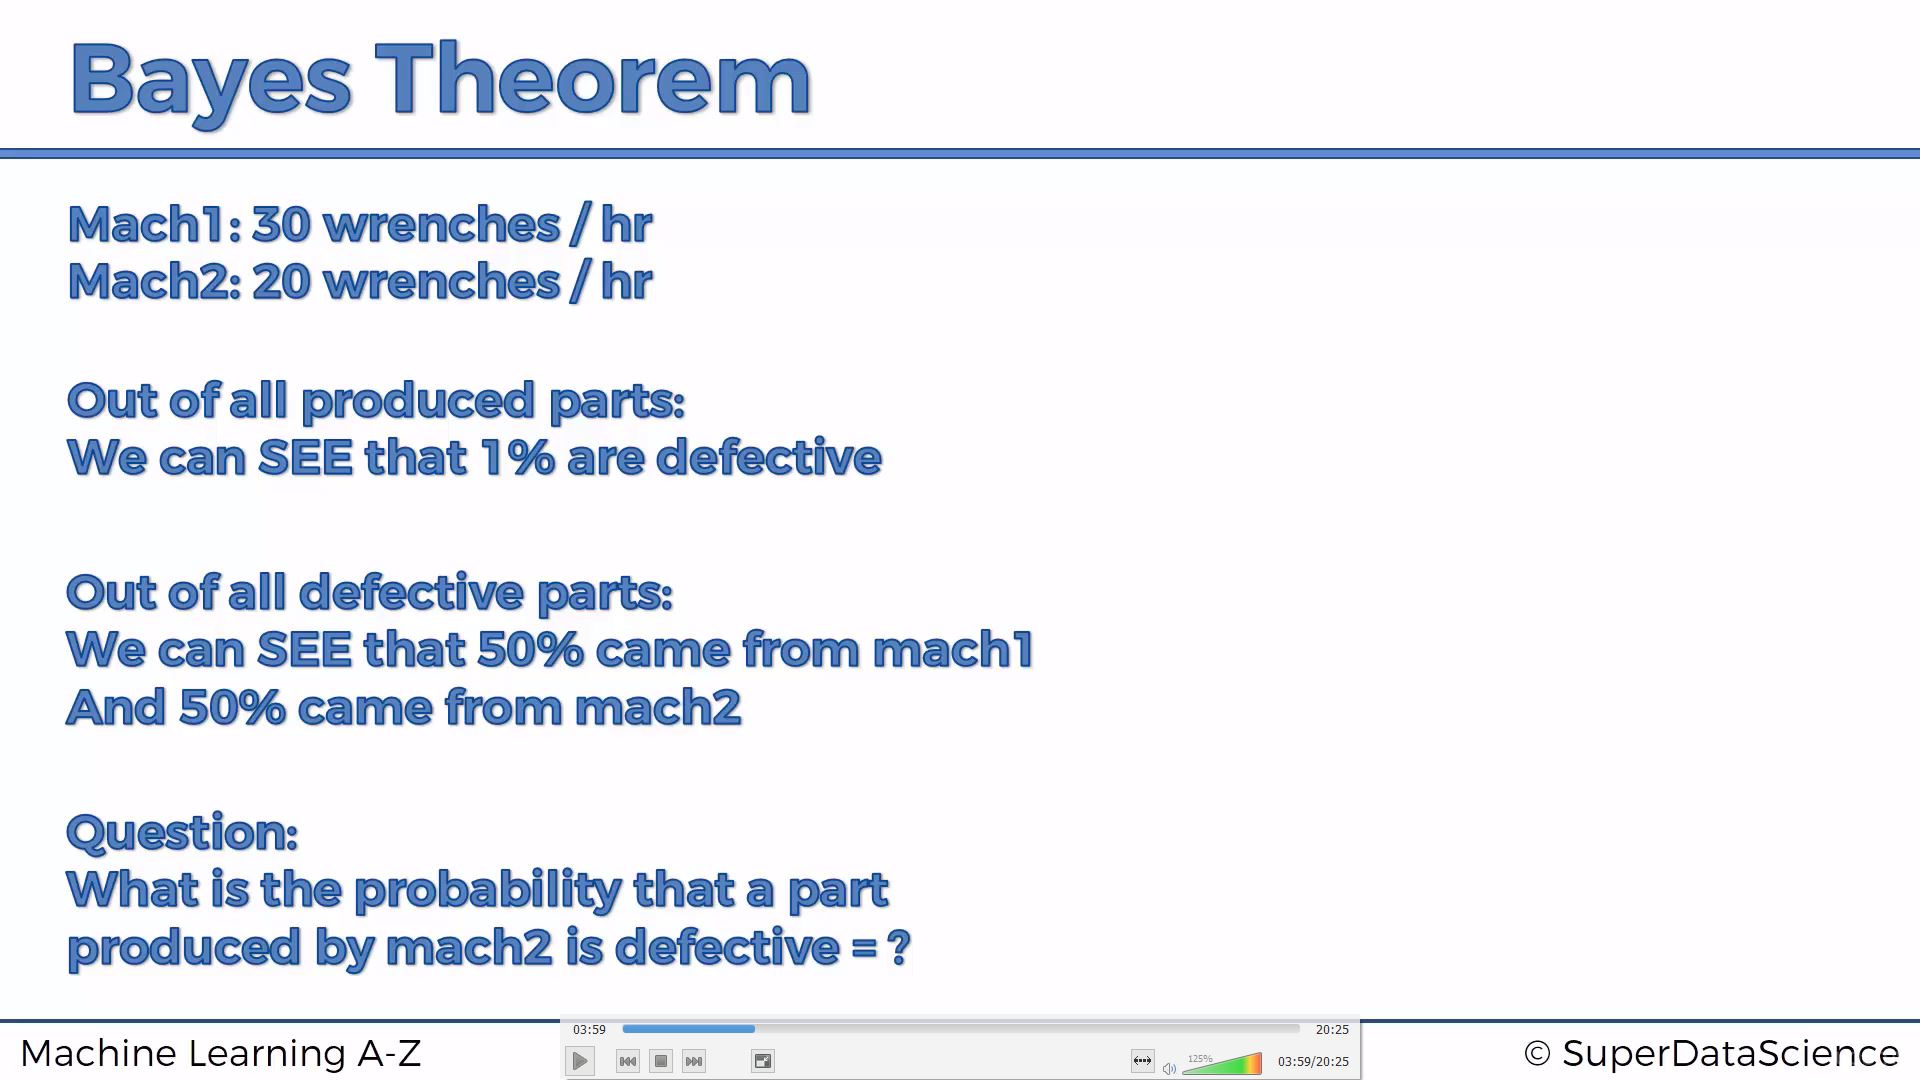 Bayes Theorem
Mach1: 30 wrenches / hr
Mach2: 20 wrenches / hr
Out of all produced parts:
We can SEE that 1% are defective
Out of all defective parts:
We can SEE that 50% came from mach1
And 50% came from mach2
Question:
What is the probability that a part
produced by mach2 is defective = ?
Machine Learning A-Z
© SuperDataScience
03:59
20:25
125%
03:59/20:25